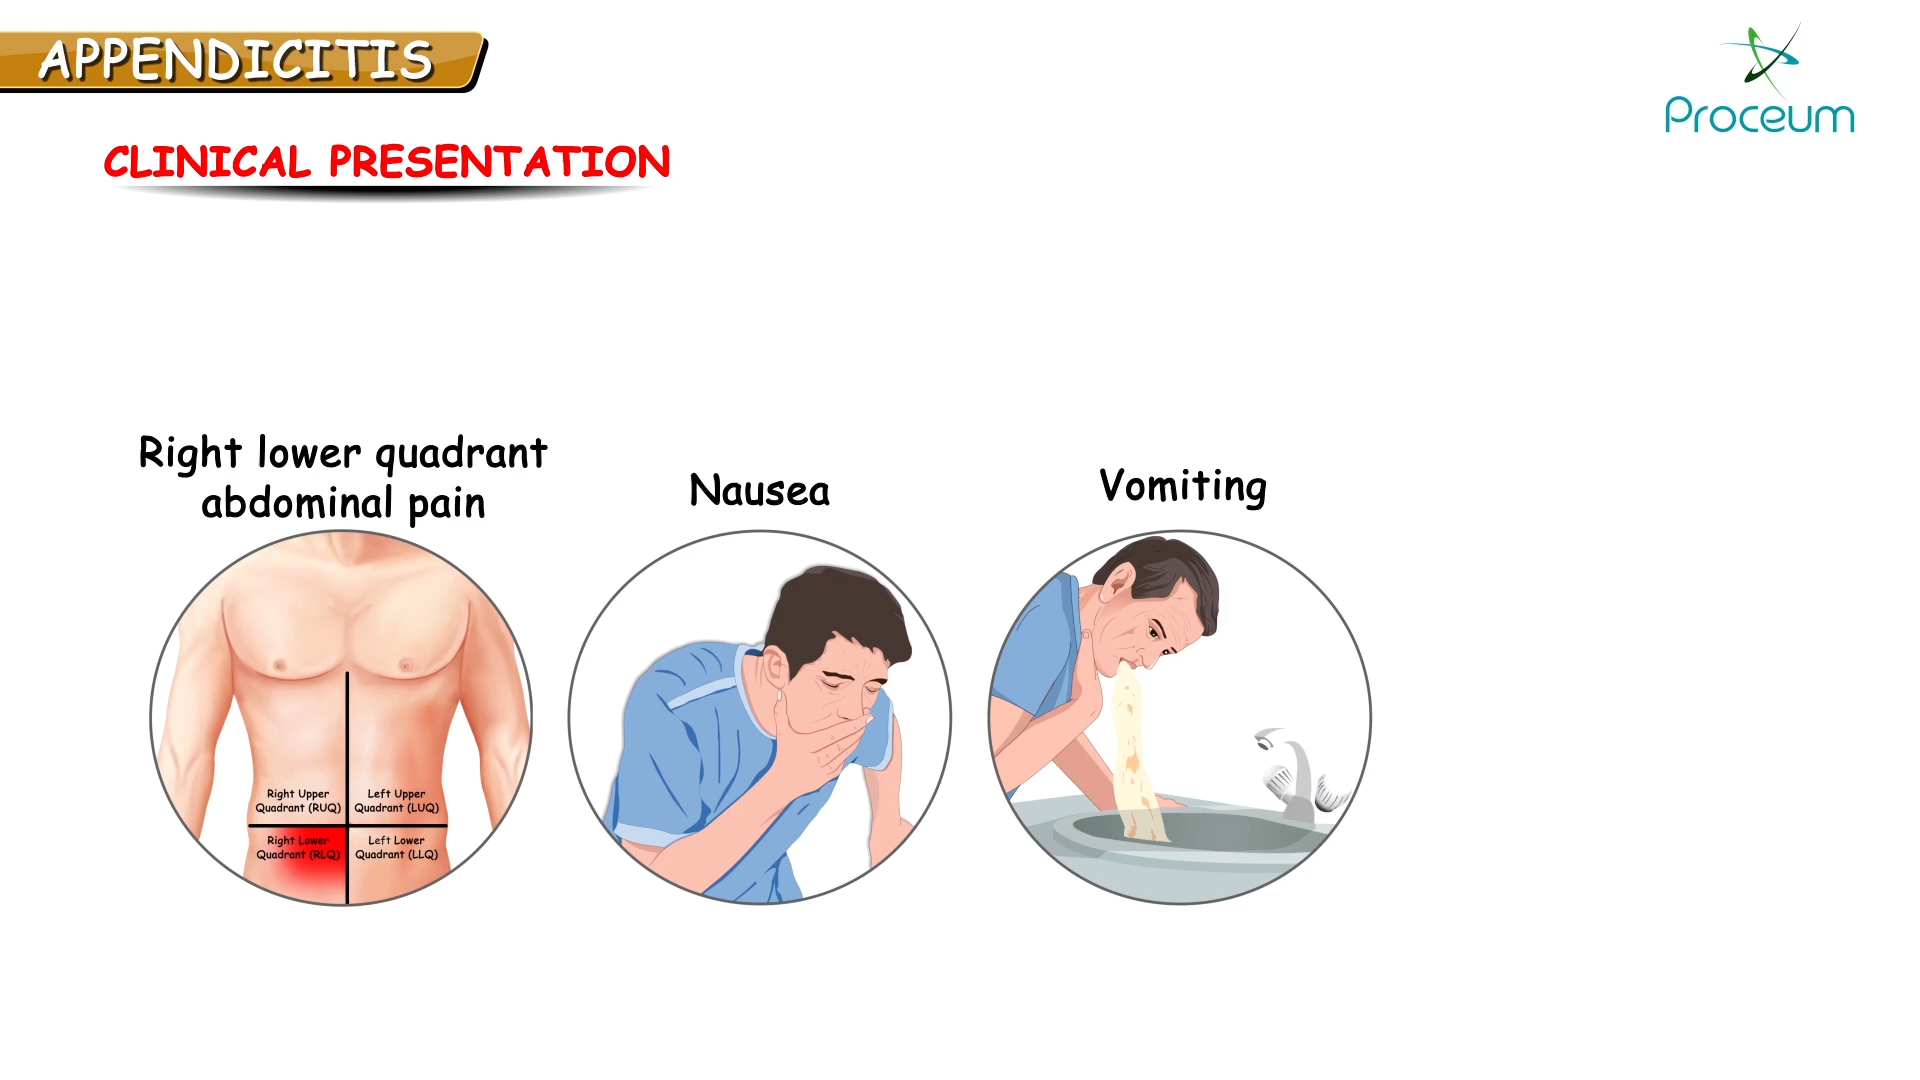 APPENDICITIS
Proceum
CLINICAL PRESENTATION
Right lower quadrant
abdominal pain
Nausea
Vomiting
Right Upper
Quadrant (RUQ)
Left Upper
Quadrant (LUQ)
Right Lower
Quadrant (RLQ)
Left Lower
Quadrant (LLQ)